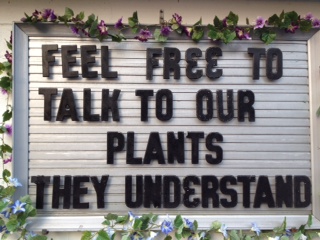 FEEL FREE TO
TALK TO OUR
PLANTS
THEY UNDERSTAND